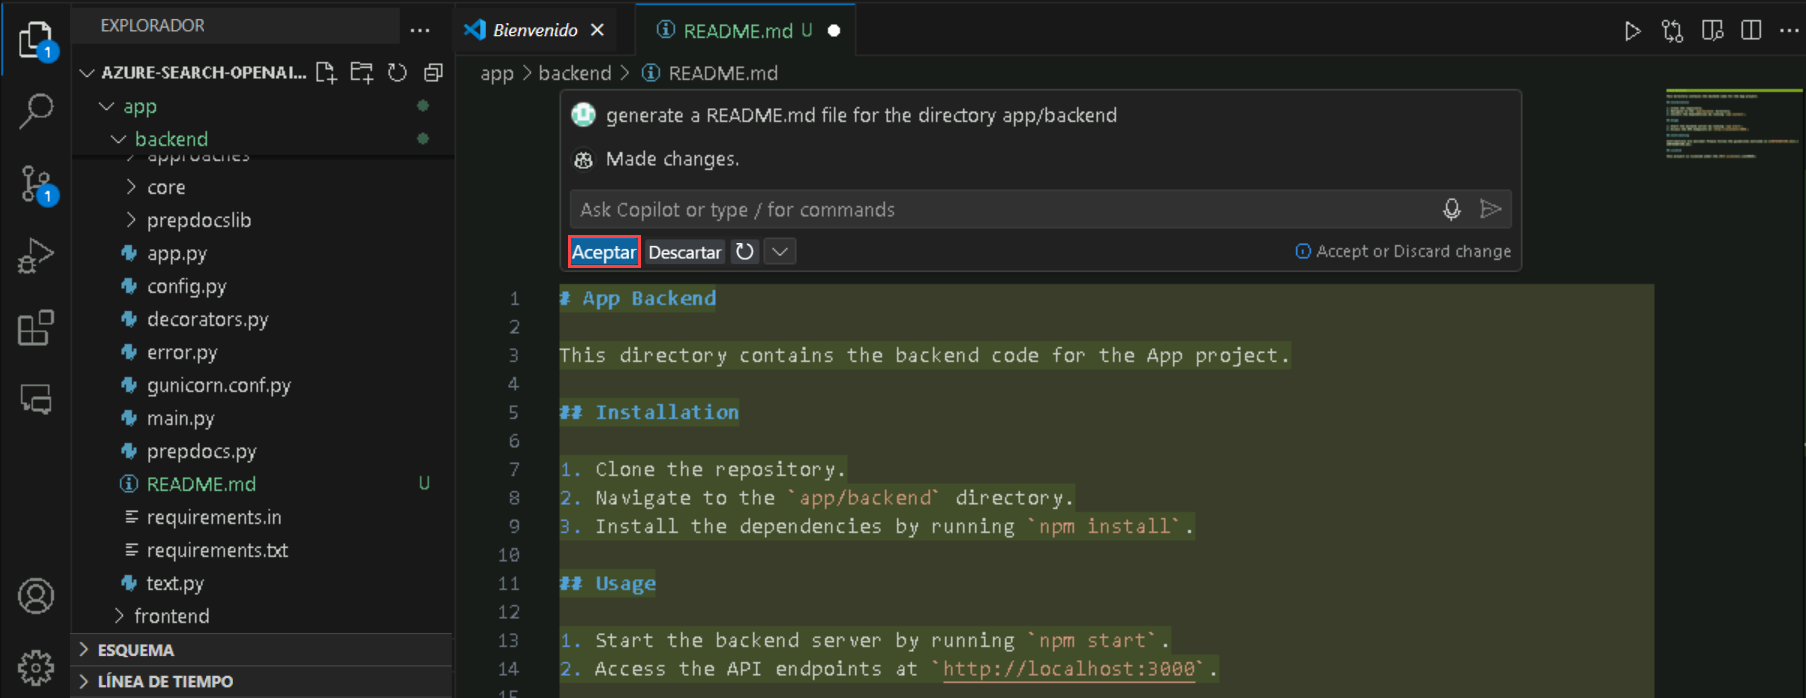 EXPLORADOR
AZURE-SEARCH-OPENAI...
app
backend
approaches
core
prepdocslib
app.py
config.py
decorators.py
error.py
gunicorn.conf.py
main.py
prepdocs.py
README.md U
requirements.in
requirements.txt
text.py
frontend
ESQUEMA
LÍNEA DE TIEMPO
1
1
Bienvenido
README.md U
app > backend > README.md
generate a README.md file for the directory app/backend
Made changes.
Ask Copilot or type / for commands
Aceptar Descartar Accept or Discard change
1 # App Backend
2
3 This directory contains the backend code for the App project.
4
5 ## Installation
6
7 1. Clone the repository.
8 2. Navigate to the `app/backend` directory.
9 3. Install the dependencies by running `npm install`.
10
11 ## Usage
12
13 1. Start the backend server by running `npm start`.
14 2. Access the API endpoints at `http://localhost:3000`.
15